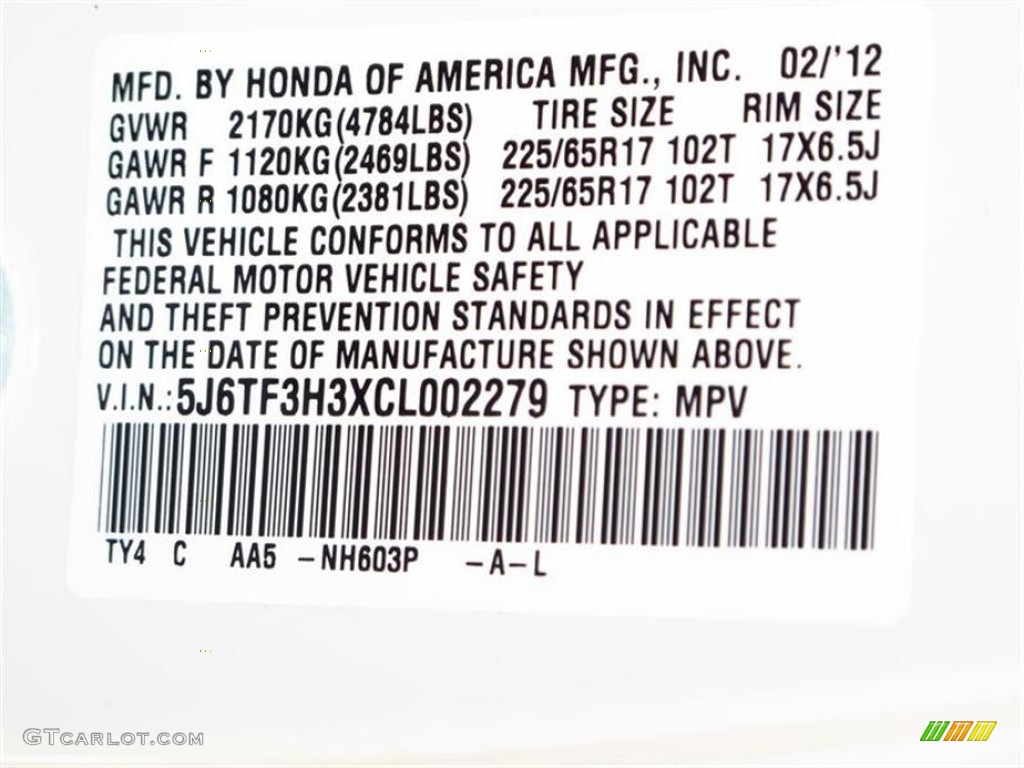 MFD. BY HONDA OF AMERICA MFG., INC. 02/'12
GVWR 2170KG(4784LBS) TIRE SIZE RIM SIZE
GAWR F 1120KG(2469LBS) 225/65R17 102T 17X6.5J
GAWR R 1080KG(2381LBS) 225/65R17 102T 17X6.5J
THIS VEHICLE CONFORMS TO ALL APPLICABLE
FEDERAL MOTOR VEHICLE SAFETY
AND THEFT PREVENTION STANDARDS IN EFFECT
ON THE DATE OF MANUFACTURE SHOWN ABOVE.
V.I.N.: 5J6TF3H3XCL002279 TYPE: MPV
TY4 C AA5 -NH603P -A-L
GTCARLOT.COM